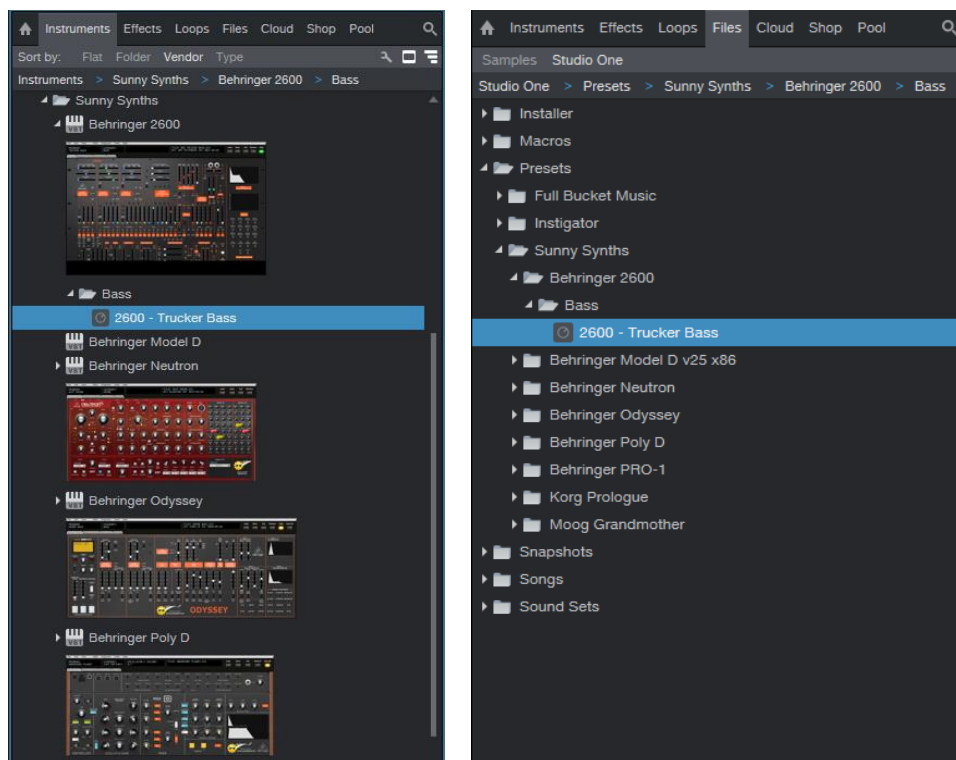 Instruments Effects Loops Files Cloud Shop Pool
Sort by: Flat Folder Vendor Type
Instruments > Sunny Synths > Behringer 2600 > Bass
Sunny Synths
Behringer 2600
Bass
2600 - Trucker Bass
Behringer Model D
Behringer Neutron
Behringer Odyssey
ODYSSEY
Behringer Poly D
Instruments Effects Loops Files Cloud Shop Pool
Samples Studio One
Studio One > Presets > Sunny Synths > Behringer 2600 > Bass
Installer
Macros
Presets
Full Bucket Music
Instigator
Sunny Synths
Behringer 2600
Bass
2600 - Trucker Bass
Behringer Model D v25 x86
Behringer Neutron
Behringer Odyssey
Behringer Poly D
Behringer PRO-1
Korg Prologue
Moog Grandmother
Snapshots
Songs
Sound Sets